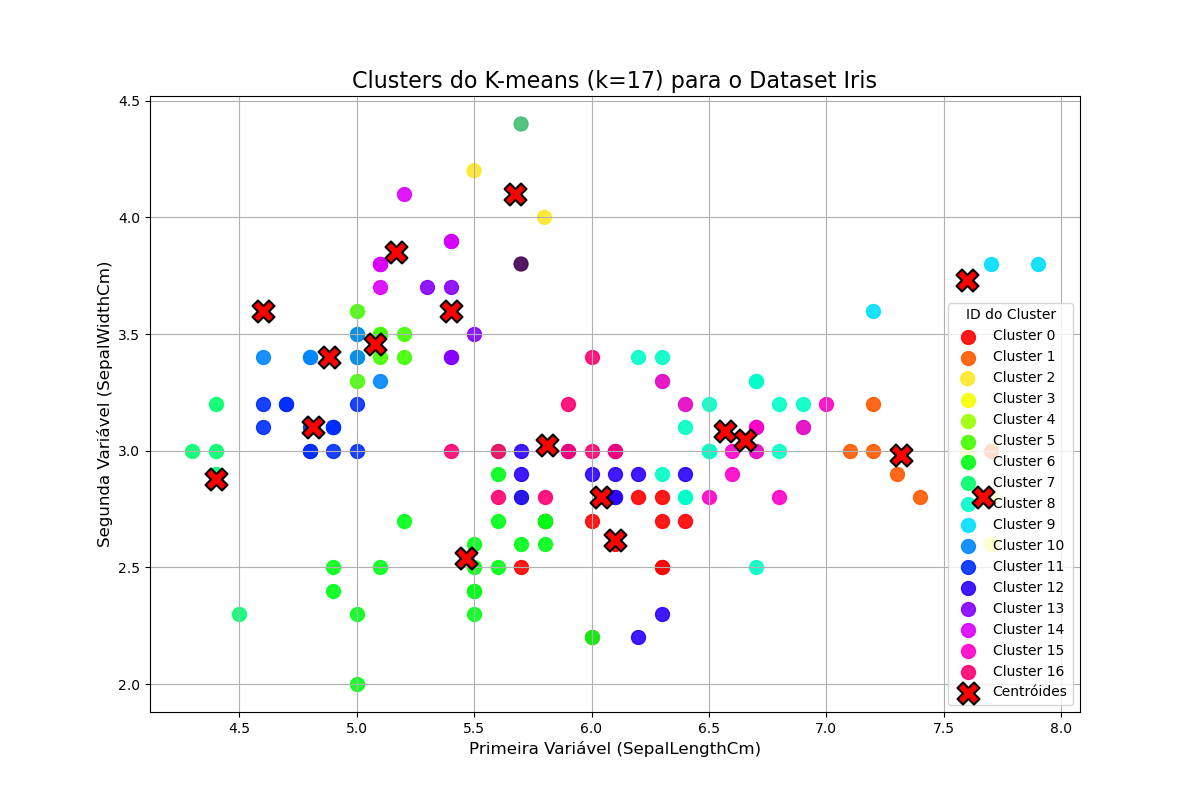 Clusters do K-means (k=17) para o Dataset Iris
4.5
4.0
3.5
3.0
2.5
2.0
Segunda Variável (SepalWidthCm)
ID do Cluster
Cluster 0
Cluster 1
Cluster 2
Cluster 3
Cluster 4
Cluster 5
Cluster 6
Cluster 7
Cluster 8
Cluster 9
Cluster 10
Cluster 11
Cluster 12
Cluster 13
Cluster 14
Cluster 15
Cluster 16
Centróides
4.5 5.0 5.5 6.0 6.5 7.0 7.5 8.0
Primeira Variável (SepalLengthCm)